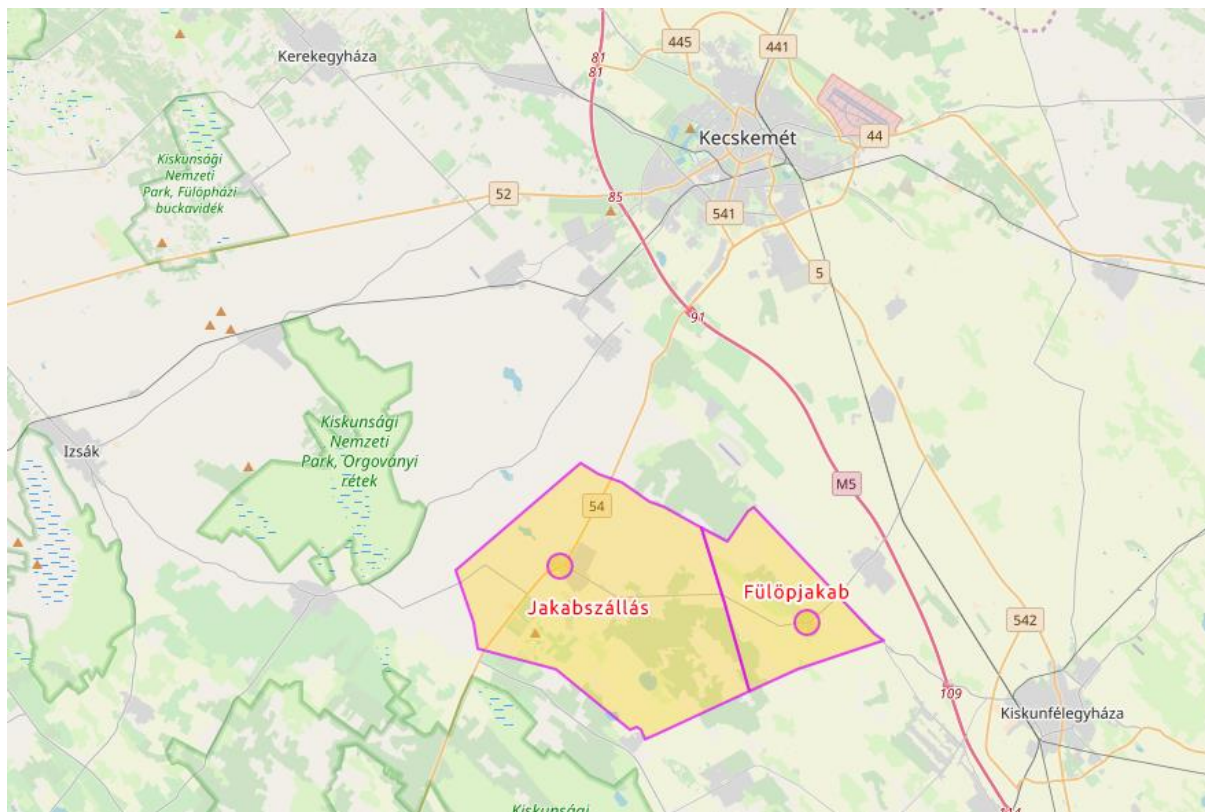 445
441
Kerekegyháza
81
81
Kecskemét
44
Kiskunsági
Nemzeti
Park, Fülöpházi
buckavidék
52
85
541
5
91
Kiskunsági
Nemzeti
Park, Orgoványi
rétek
Izsák
M5
54
Fülöpjakab
Jakabszállás
542
109
Kiskunfélegyháza
Kiskunsági
114